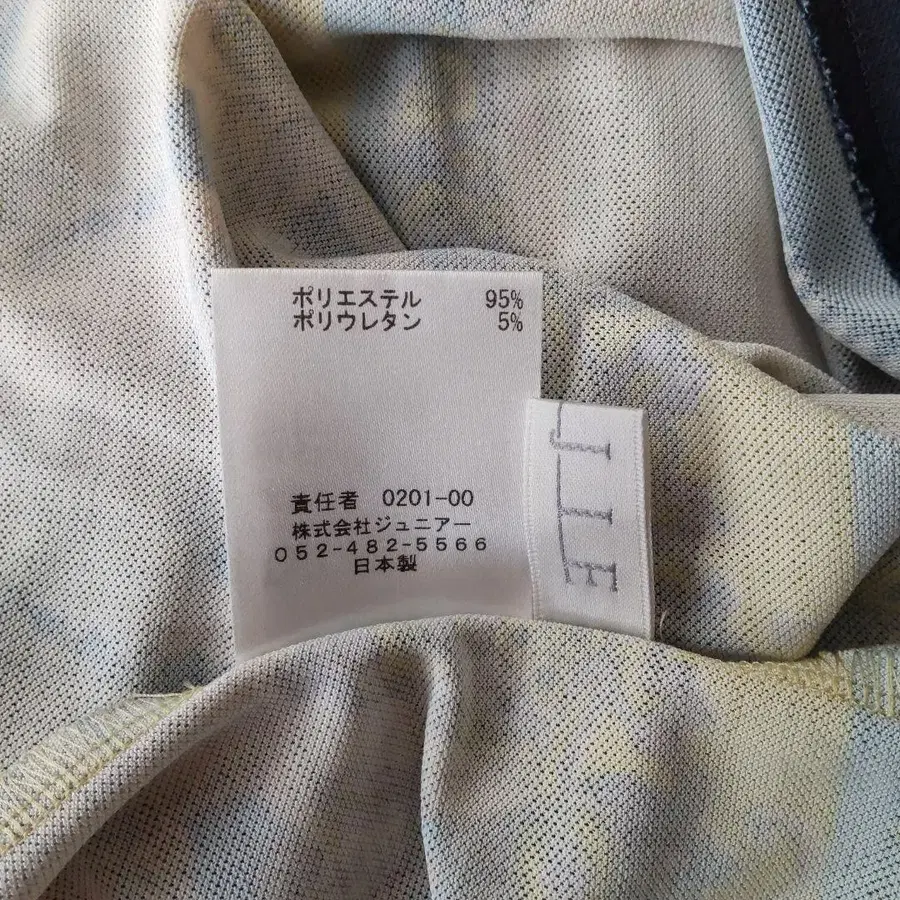 ポリエステル 95%
ポリウレタン 5%
責任者 0201-00
株式会社ジュニアー
052-482-5566
日本製